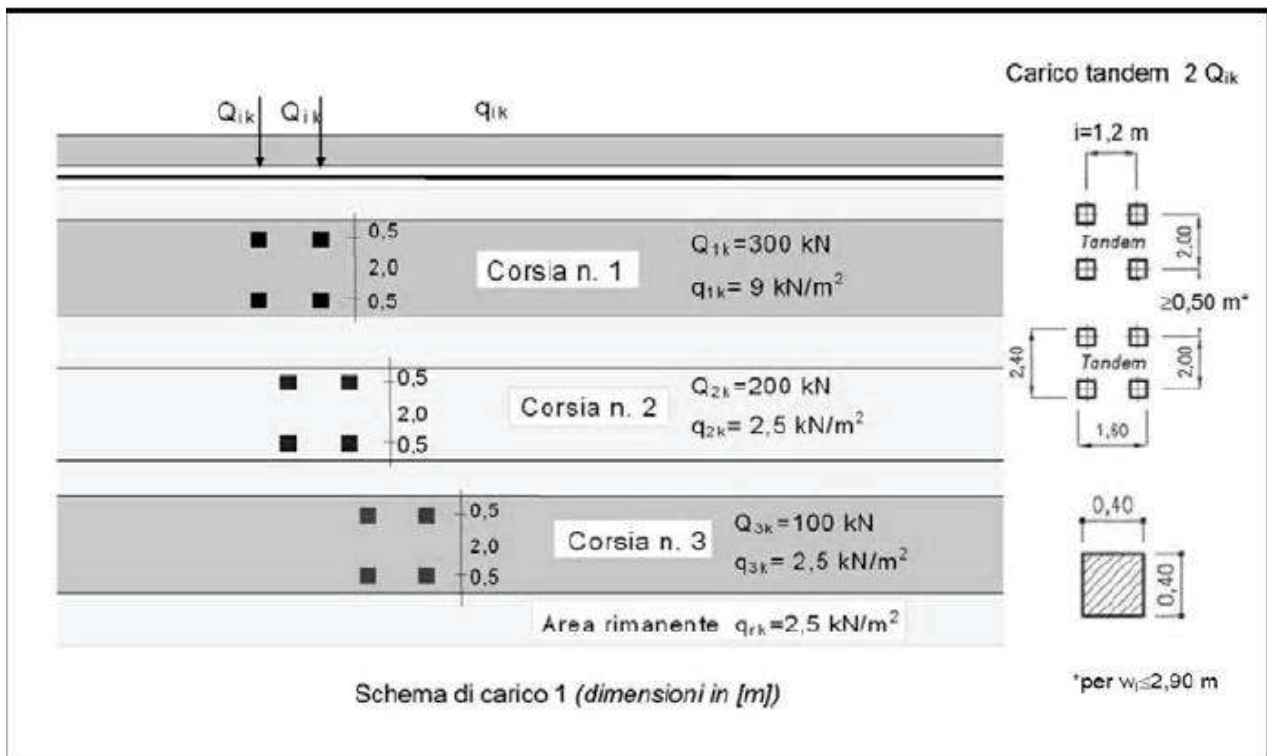 Carico tandem 2 Qik
Qik Qik qik
i=1,2 m
0,5
2,0
0,5
Corsia n. 1
Q1k=300 kN
q1k= 9 kN/m²
Tandem
2,00
≥0,50 m*
0,5
2,0
0,5
Corsia n. 2
Q2k=200 kN
q2k= 2,5 kN/m²
2,40
Tandem
2,00
1,60
0,5
2,0
0,5
Corsia n. 3
Q3k=100 kN
q3k= 2,5 kN/m²
0,40
0,40
Area rimanente qrk=2,5 kN/m²
Schema di carico 1 (dimensioni in [m])
*per wi≤2,90 m